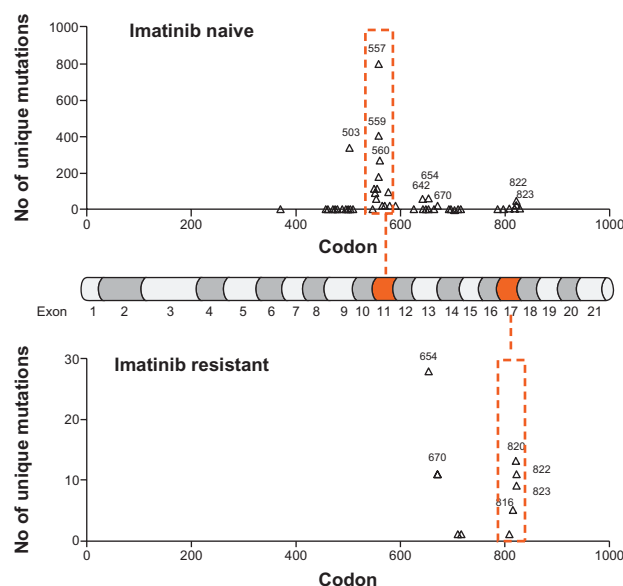 Imatinib naive
No of unique mutations
1000
800
600
400
200
0
557
559
503
560
654
642
670
822
823
0 200 400 600 800 1000
Codon
Exon 1 2 3 4 5 6 7 8 9 10 11 12 13 14 15 16 17 18 19 20 21
Imatinib resistant
No of unique mutations
30
20
10
0
654
670
820
822
823
816
0 200 400 600 800 1000
Codon